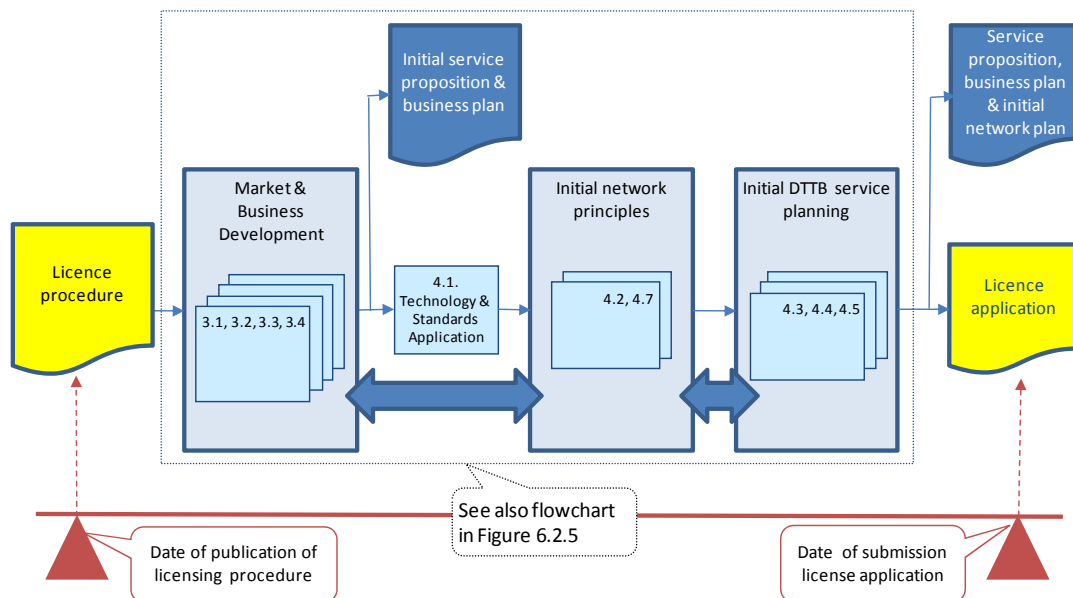 Initial service
proposition &
business plan
Service
proposition,
business plan
& initial
network plan
Licence
procedure
Market &
Business
Development
3.1, 3.2, 3.3, 3.4
4.1.
Technology &
Standards
Application
Initial network
principles
4.2, 4.7
Initial DTTB service
planning
4.3, 4.4, 4.5
Licence
application
See also flowchart
in Figure 6.2.5
Date of publication of
licensing procedure
Date of submission
license application